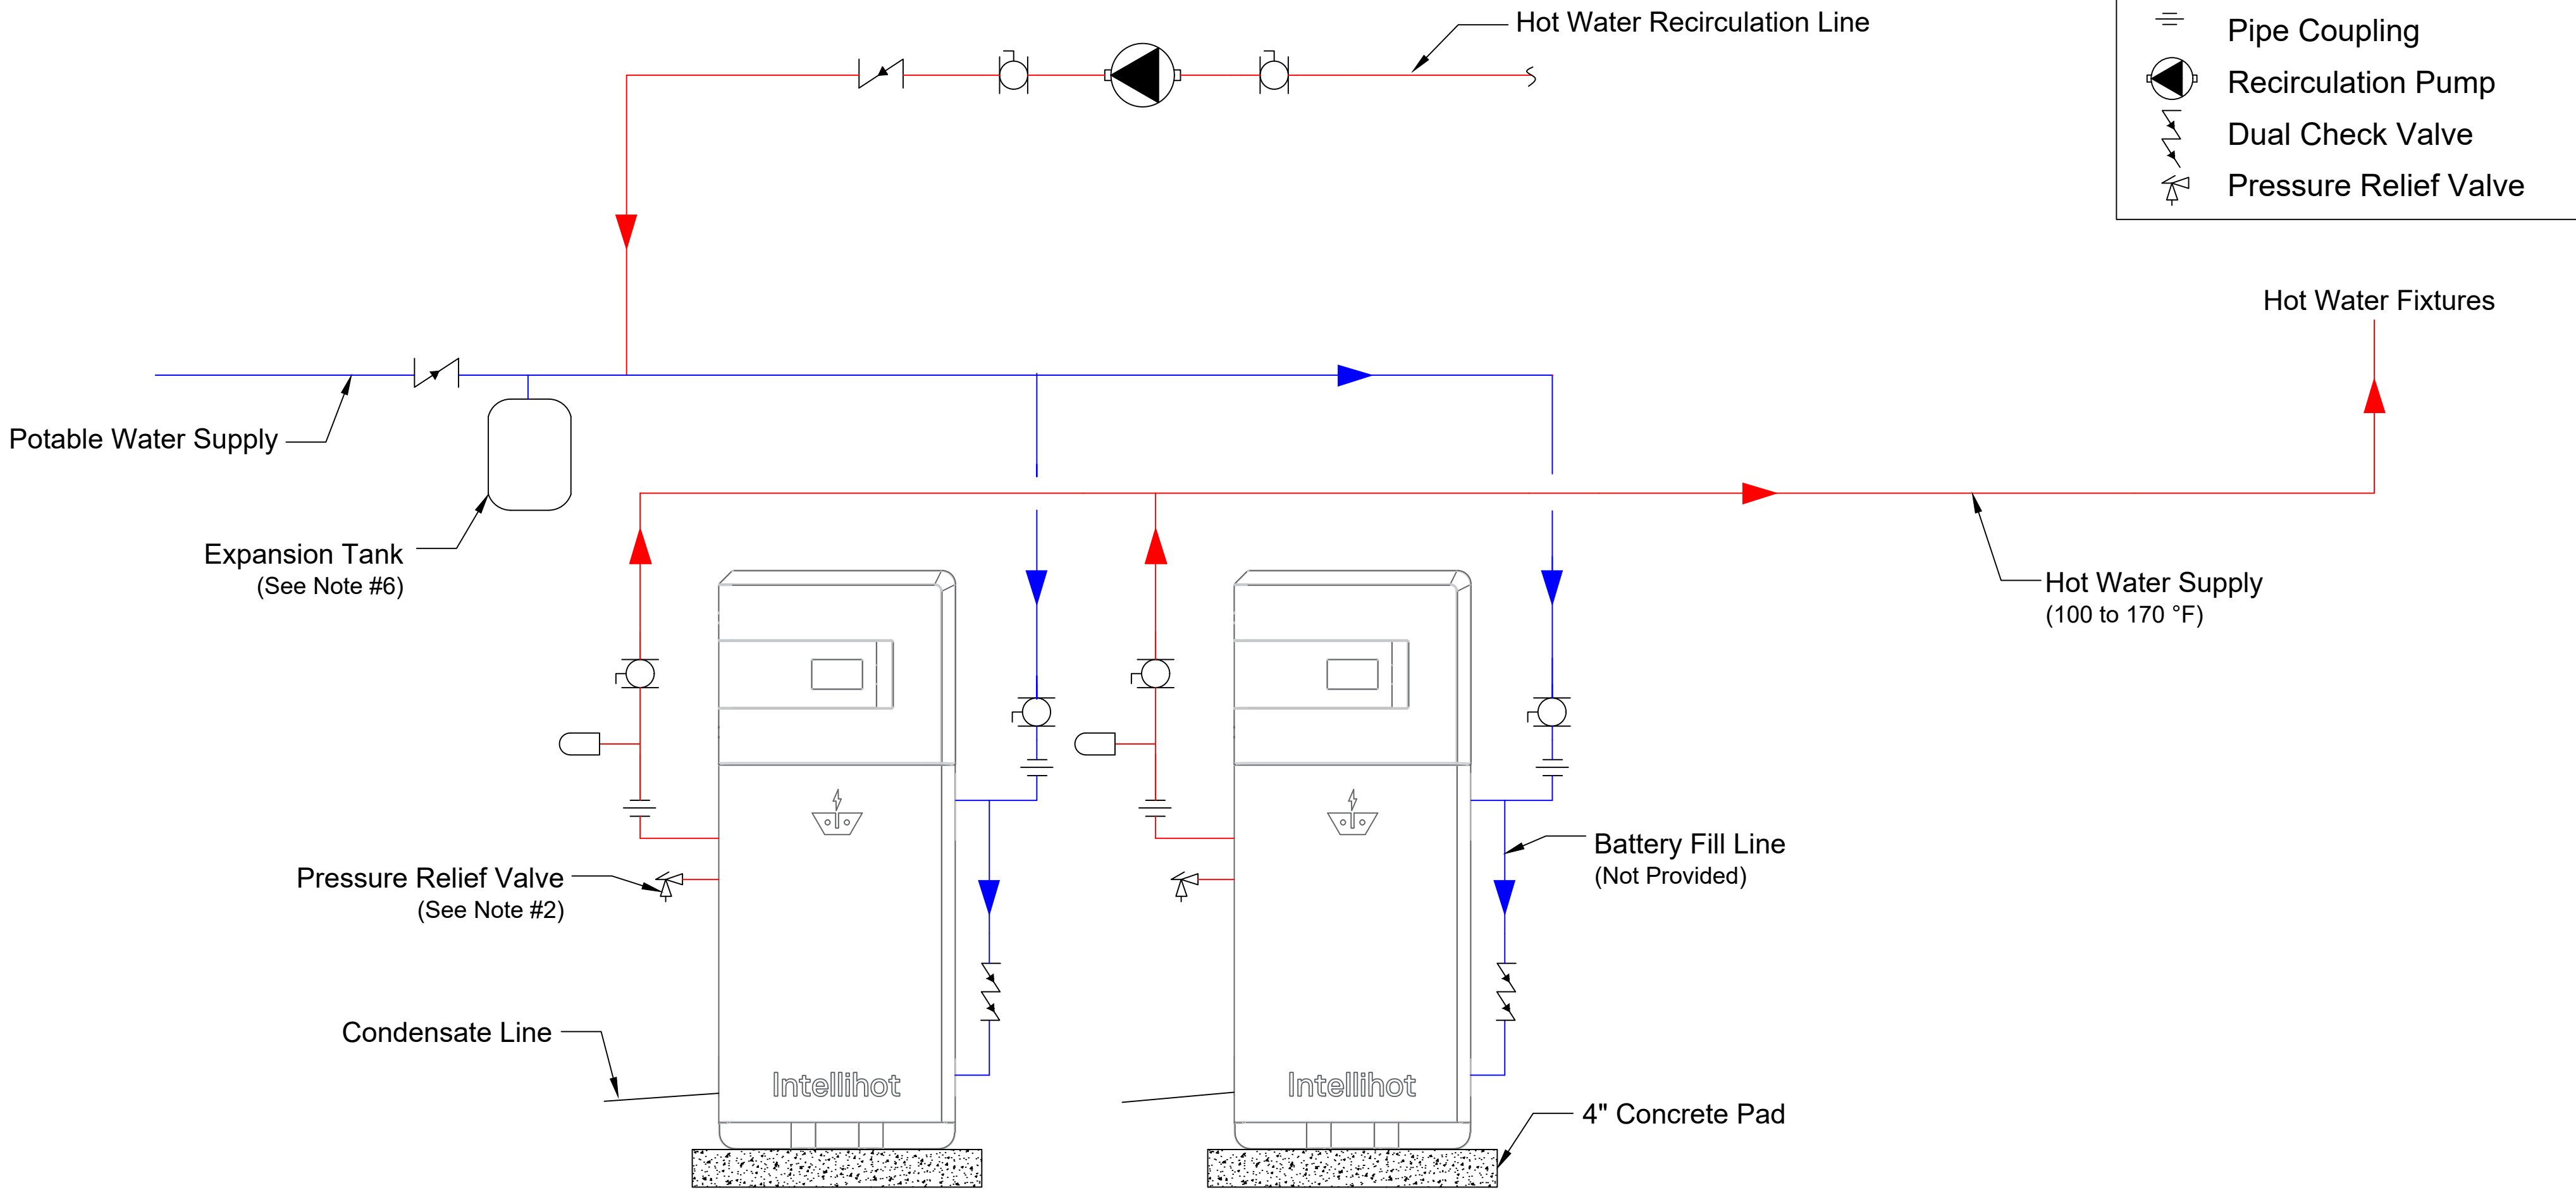 Hot Water Recirculation Line
Pipe Coupling
Recirculation Pump
Dual Check Valve
Pressure Relief Valve
Hot Water Fixtures
Potable Water Supply
Expansion Tank
(See Note #6)
Hot Water Supply
(100 to 170 °F)
Pressure Relief Valve
(See Note #2)
Battery Fill Line
(Not Provided)
Condensate Line
Intellihot
Intellihot
4" Concrete Pad